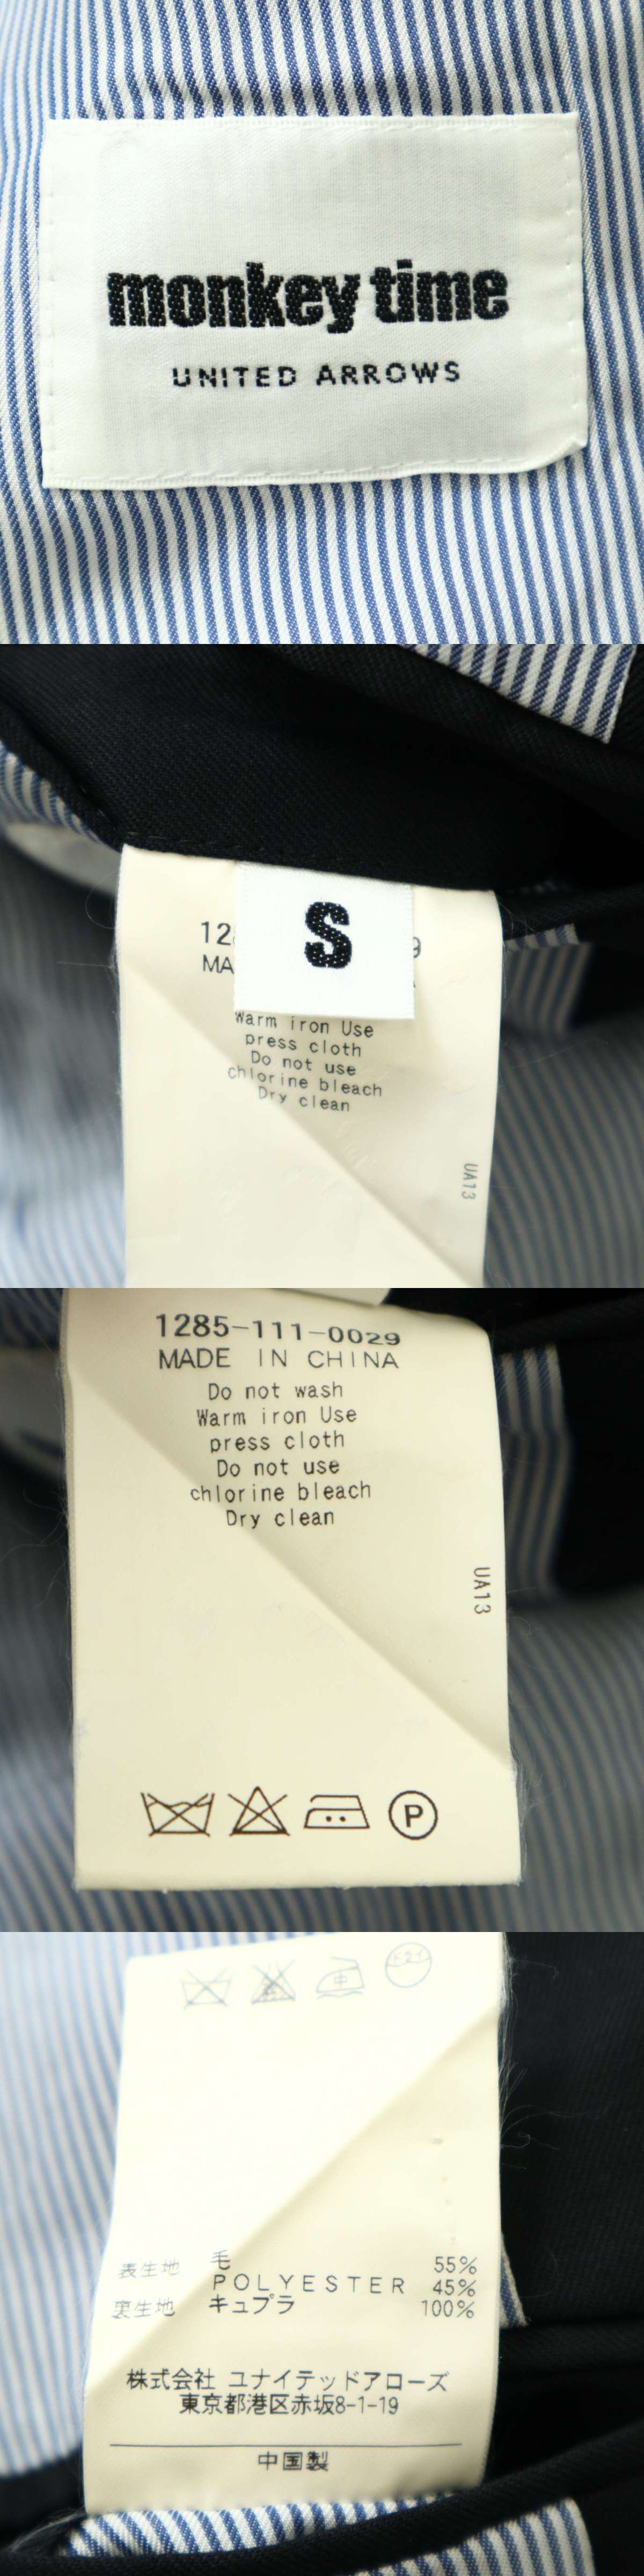 monkey time
UNITED ARROWS
S
12 9
MA A
Warm iron Use
press cloth
Do not use
chlorine bleach
Dry clean
UA13
1285-111-0029
MADE IN CHINA
Do not wash
Warm iron Use
press cloth
Do not use
chlorine bleach
Dry clean
UA13
P
中 ドライ
表生地 毛 55%
POLYESTER 45%
裏生地 キュプラ 100%
株式会社 ユナイテッドアローズ
東京都港区赤坂8-1-19
中国製